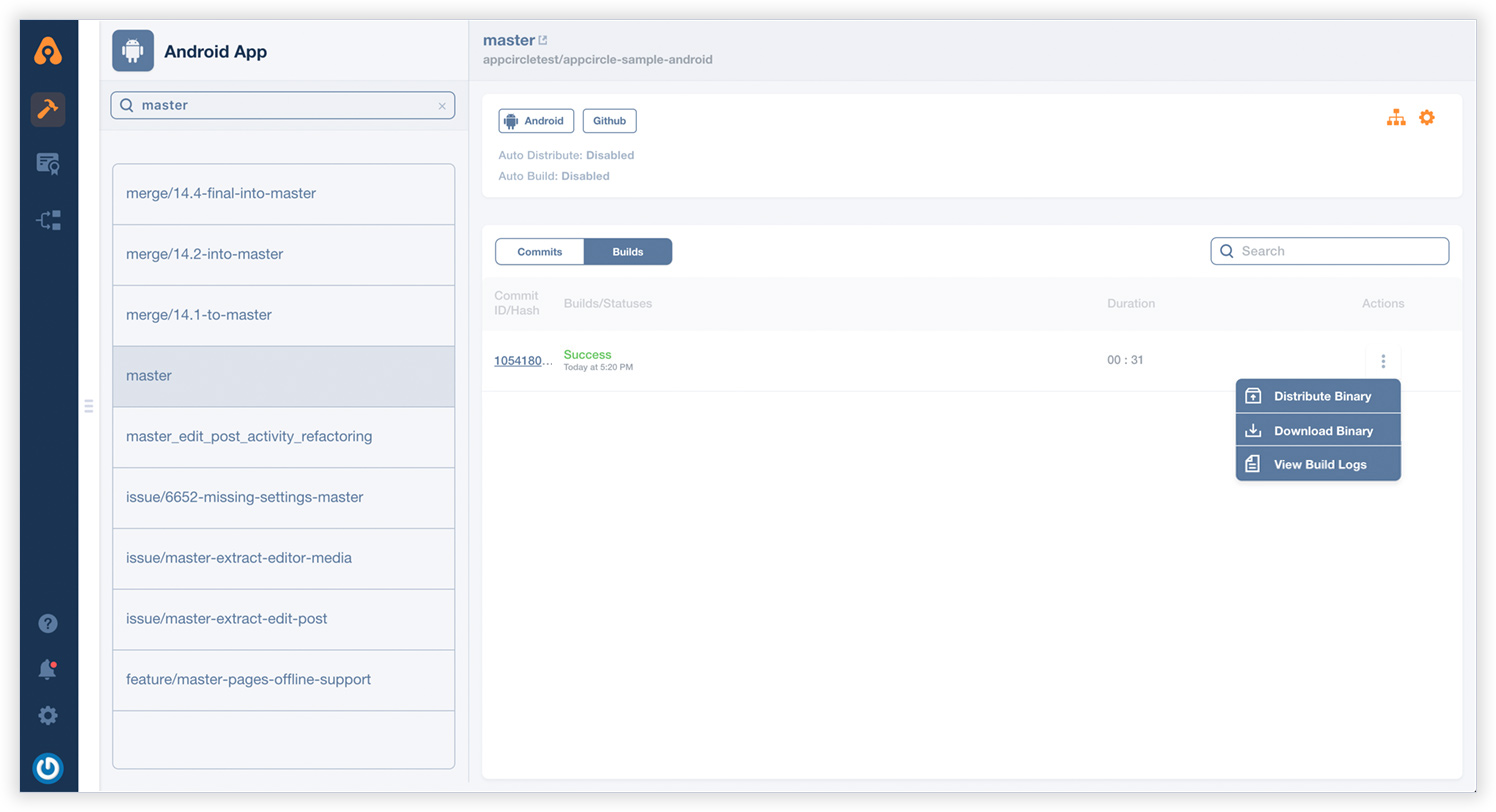 Android App
master
merge/14.4-final-into-master
merge/14.2-into-master
merge/14.1-to-master
master
master_edit_post_activity_refactoring
issue/6652-missing-settings-master
issue/master-extract-editor-media
issue/master-extract-edit-post
feature/master-pages-offline-support
master
appcircletest/appcircle-sample-android
Android Github
Auto Distribute: Disabled
Auto Build: Disabled
Commits Builds
Search
Commit
ID/Hash
Builds/Statuses
Duration
Actions
1054180...
Success
Today at 5:20 PM
00 : 31
Distribute Binary
Download Binary
View Build Logs